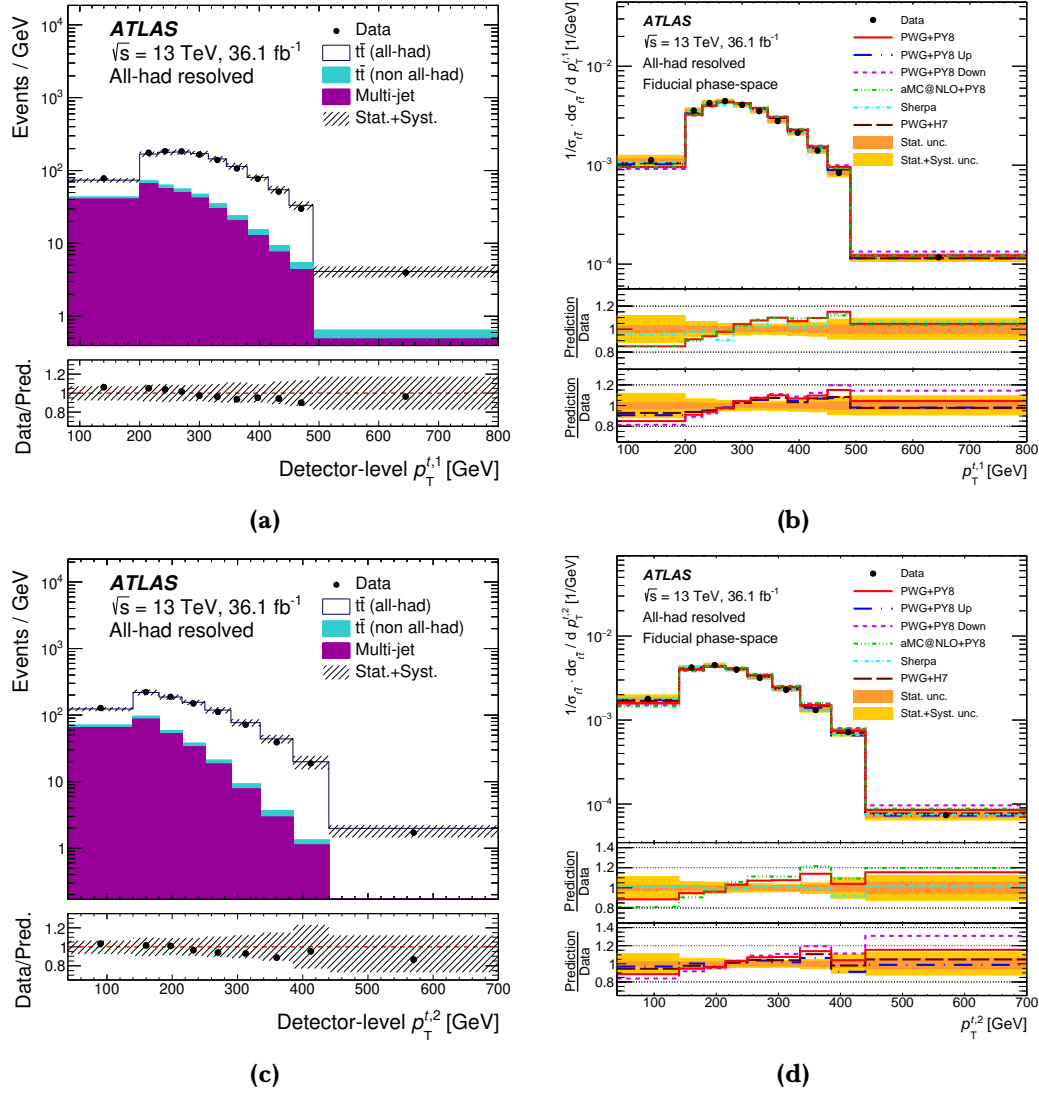 Events / GeV
10⁴
10³
10²
10
1
ATLAS
√s = 13 TeV, 36.1 fb⁻¹
All-had resolved
Data
tt̄ (all-had)
tt̄ (non all-had)
Multi-jet
Stat.+Syst.
Data/Pred.
1.2
1
0.8
100 200 300 400 500 600 700 800
Detector-level p_T^{t,1} [GeV]
(a)
1/σ_{tt̄} · dσ_{tt̄} / d p_T^{t,1} [1/GeV]
10⁻²
10⁻³
10⁻⁴
ATLAS
√s = 13 TeV, 36.1 fb⁻¹
All-had resolved
Fiducial phase-space
Data
PWG+PY8
PWG+PY8 Up
PWG+PY8 Down
aMC@NLO+PY8
Sherpa
PWG+H7
Stat. unc.
Stat.+Syst. unc.
Prediction
Data
1.2
1.0
0.8
Prediction
Data
1.2
1.0
0.8
100 200 300 400 500 600 700 800
p_T^{t,1} [GeV]
(b)
Events / GeV
10⁴
10³
10²
10
1
ATLAS
√s = 13 TeV, 36.1 fb⁻¹
All-had resolved
Data
tt̄ (all-had)
tt̄ (non all-had)
Multi-jet
Stat.+Syst.
Data/Pred.
1.2
1
0.8
100 200 300 400 500 600 700
Detector-level p_T^{t,2} [GeV]
(c)
1/σ_{tt̄} · dσ_{tt̄} / d p_T^{t,2} [1/GeV]
10⁻²
10⁻³
10⁻⁴
ATLAS
√s = 13 TeV, 36.1 fb⁻¹
All-had resolved
Fiducial phase-space
Data
PWG+PY8
PWG+PY8 Up
PWG+PY8 Down
aMC@NLO+PY8
Sherpa
PWG+H7
Stat. unc.
Stat.+Syst. unc.
Prediction
Data
1.4
1.2
1.0
0.8
Prediction
Data
1.4
1.2
1.0
0.8
100 200 300 400 500 600 700
p_T^{t,2} [GeV]
(d)